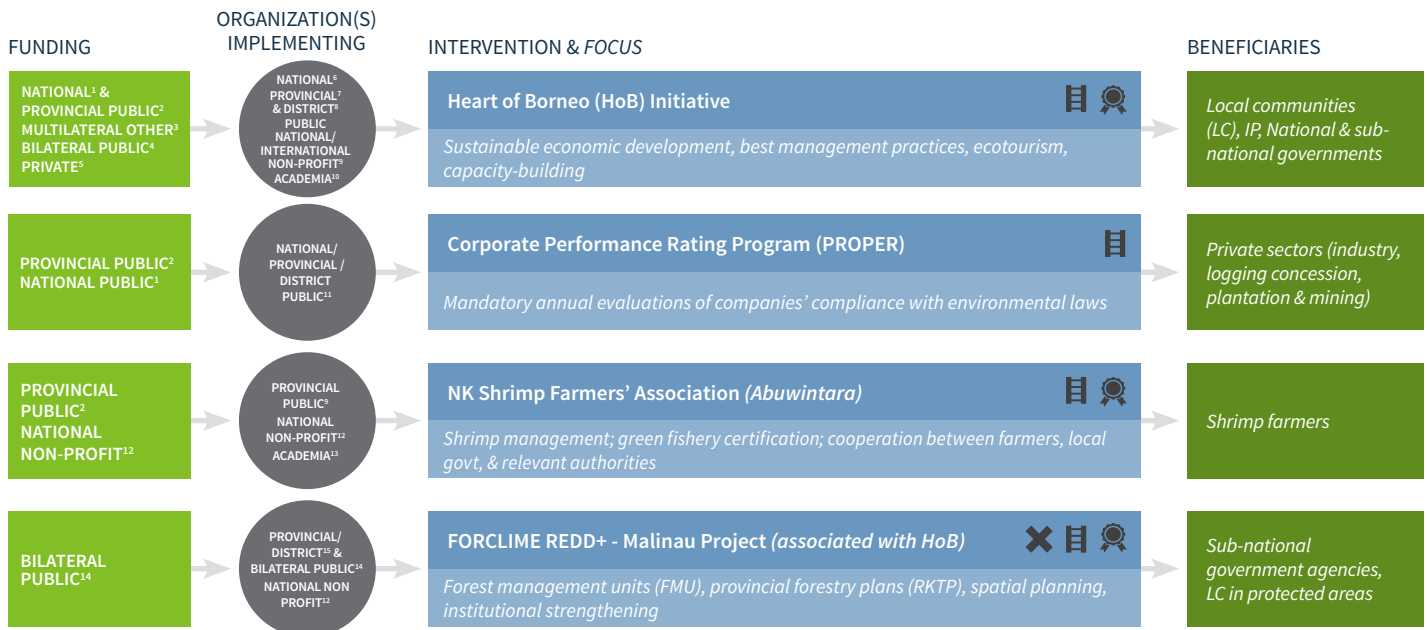 FUNDING
ORGANIZATION(S)
IMPLEMENTING
INTERVENTION & FOCUS
BENEFICIARIES
NATIONAL¹ &
PROVINCIAL PUBLIC²
MULTILATERAL OTHER³
BILATERAL PUBLIC⁴
PRIVATE⁵
NATIONAL⁶
PROVINCIAL⁷
& DISTRICT⁸
PUBLIC
NATIONAL/
INTERNATIONAL
NON-PROFIT⁹
ACADEMIA¹⁰
Heart of Borneo (HoB) Initiative
Sustainable economic development, best management practices, ecotourism,
capacity-building
Local communities
(LC), IP, National & sub-
national governments
PROVINCIAL PUBLIC²
NATIONAL PUBLIC¹
NATIONAL/
PROVINCIAL /
DISTRICT
PUBLIC¹¹
Corporate Performance Rating Program (PROPER)
Mandatory annual evaluations of companies’ compliance with environmental laws
Private sectors (industry,
logging concession,
plantation & mining)
PROVINCIAL
PUBLIC²
NATIONAL
NON-PROFIT¹²
PROVINCIAL
PUBLIC⁹
NATIONAL
NON-PROFIT¹²
ACADEMIA¹³
NK Shrimp Farmers’ Association (Abuwintara)
Shrimp management; green fishery certification; cooperation between farmers, local
govt, & relevant authorities
Shrimp farmers
BILATERAL
PUBLIC¹⁴
PROVINCIAL/
DISTRICT¹⁵ &
BILATERAL PUBLIC¹⁴
NATIONAL NON
PROFIT¹²
FORCLIME REDD+ - Malinau Project (associated with HoB)
Forest management units (FMU), provincial forestry plans (RKTP), spatial planning,
institutional strengthening
Sub-national
government agencies,
LC in protected areas